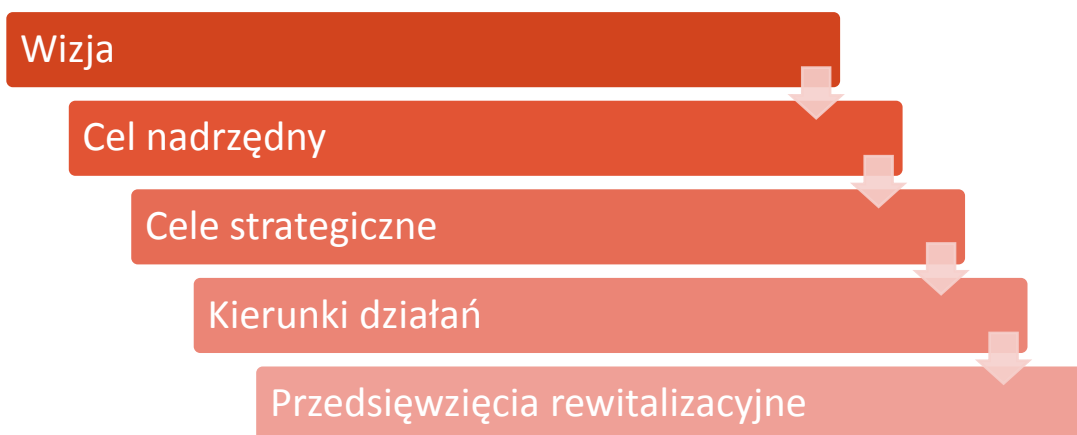 Wizja
Cel nadrzędny
Cele strategiczne
Kierunki działań
Przedsięwzięcia rewitalizacyjne